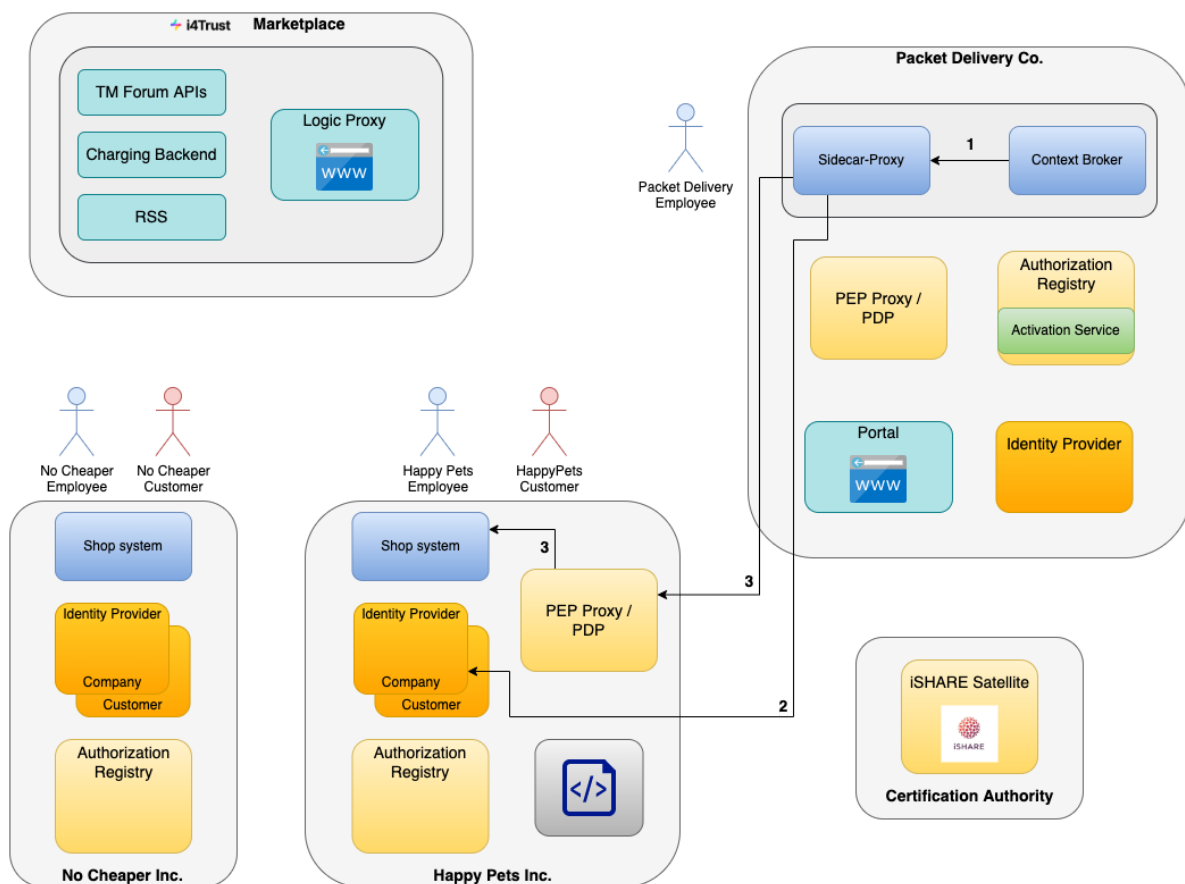 i4Trust Marketplace
TM Forum APIs
Charging Backend
RSS
Logic Proxy
WWW
Packet Delivery
Employee
Packet Delivery Co.
Sidecar-Proxy
1
Context Broker
PEP Proxy /
PDP
Authorization
Registry
Activation Service
Portal
WWW
Identity Provider
No Cheaper
Employee
No Cheaper
Customer
Happy Pets
Employee
HappyPets
Customer
Shop system
Identity Provider
Company
Customer
Authorization
Registry
No Cheaper Inc.
Shop system
3
PEP Proxy /
PDP
3
Identity Provider
Company
Customer
2
Authorization
Registry
</>
Happy Pets Inc.
iSHARE Satellite
iSHARE
Certification Authority